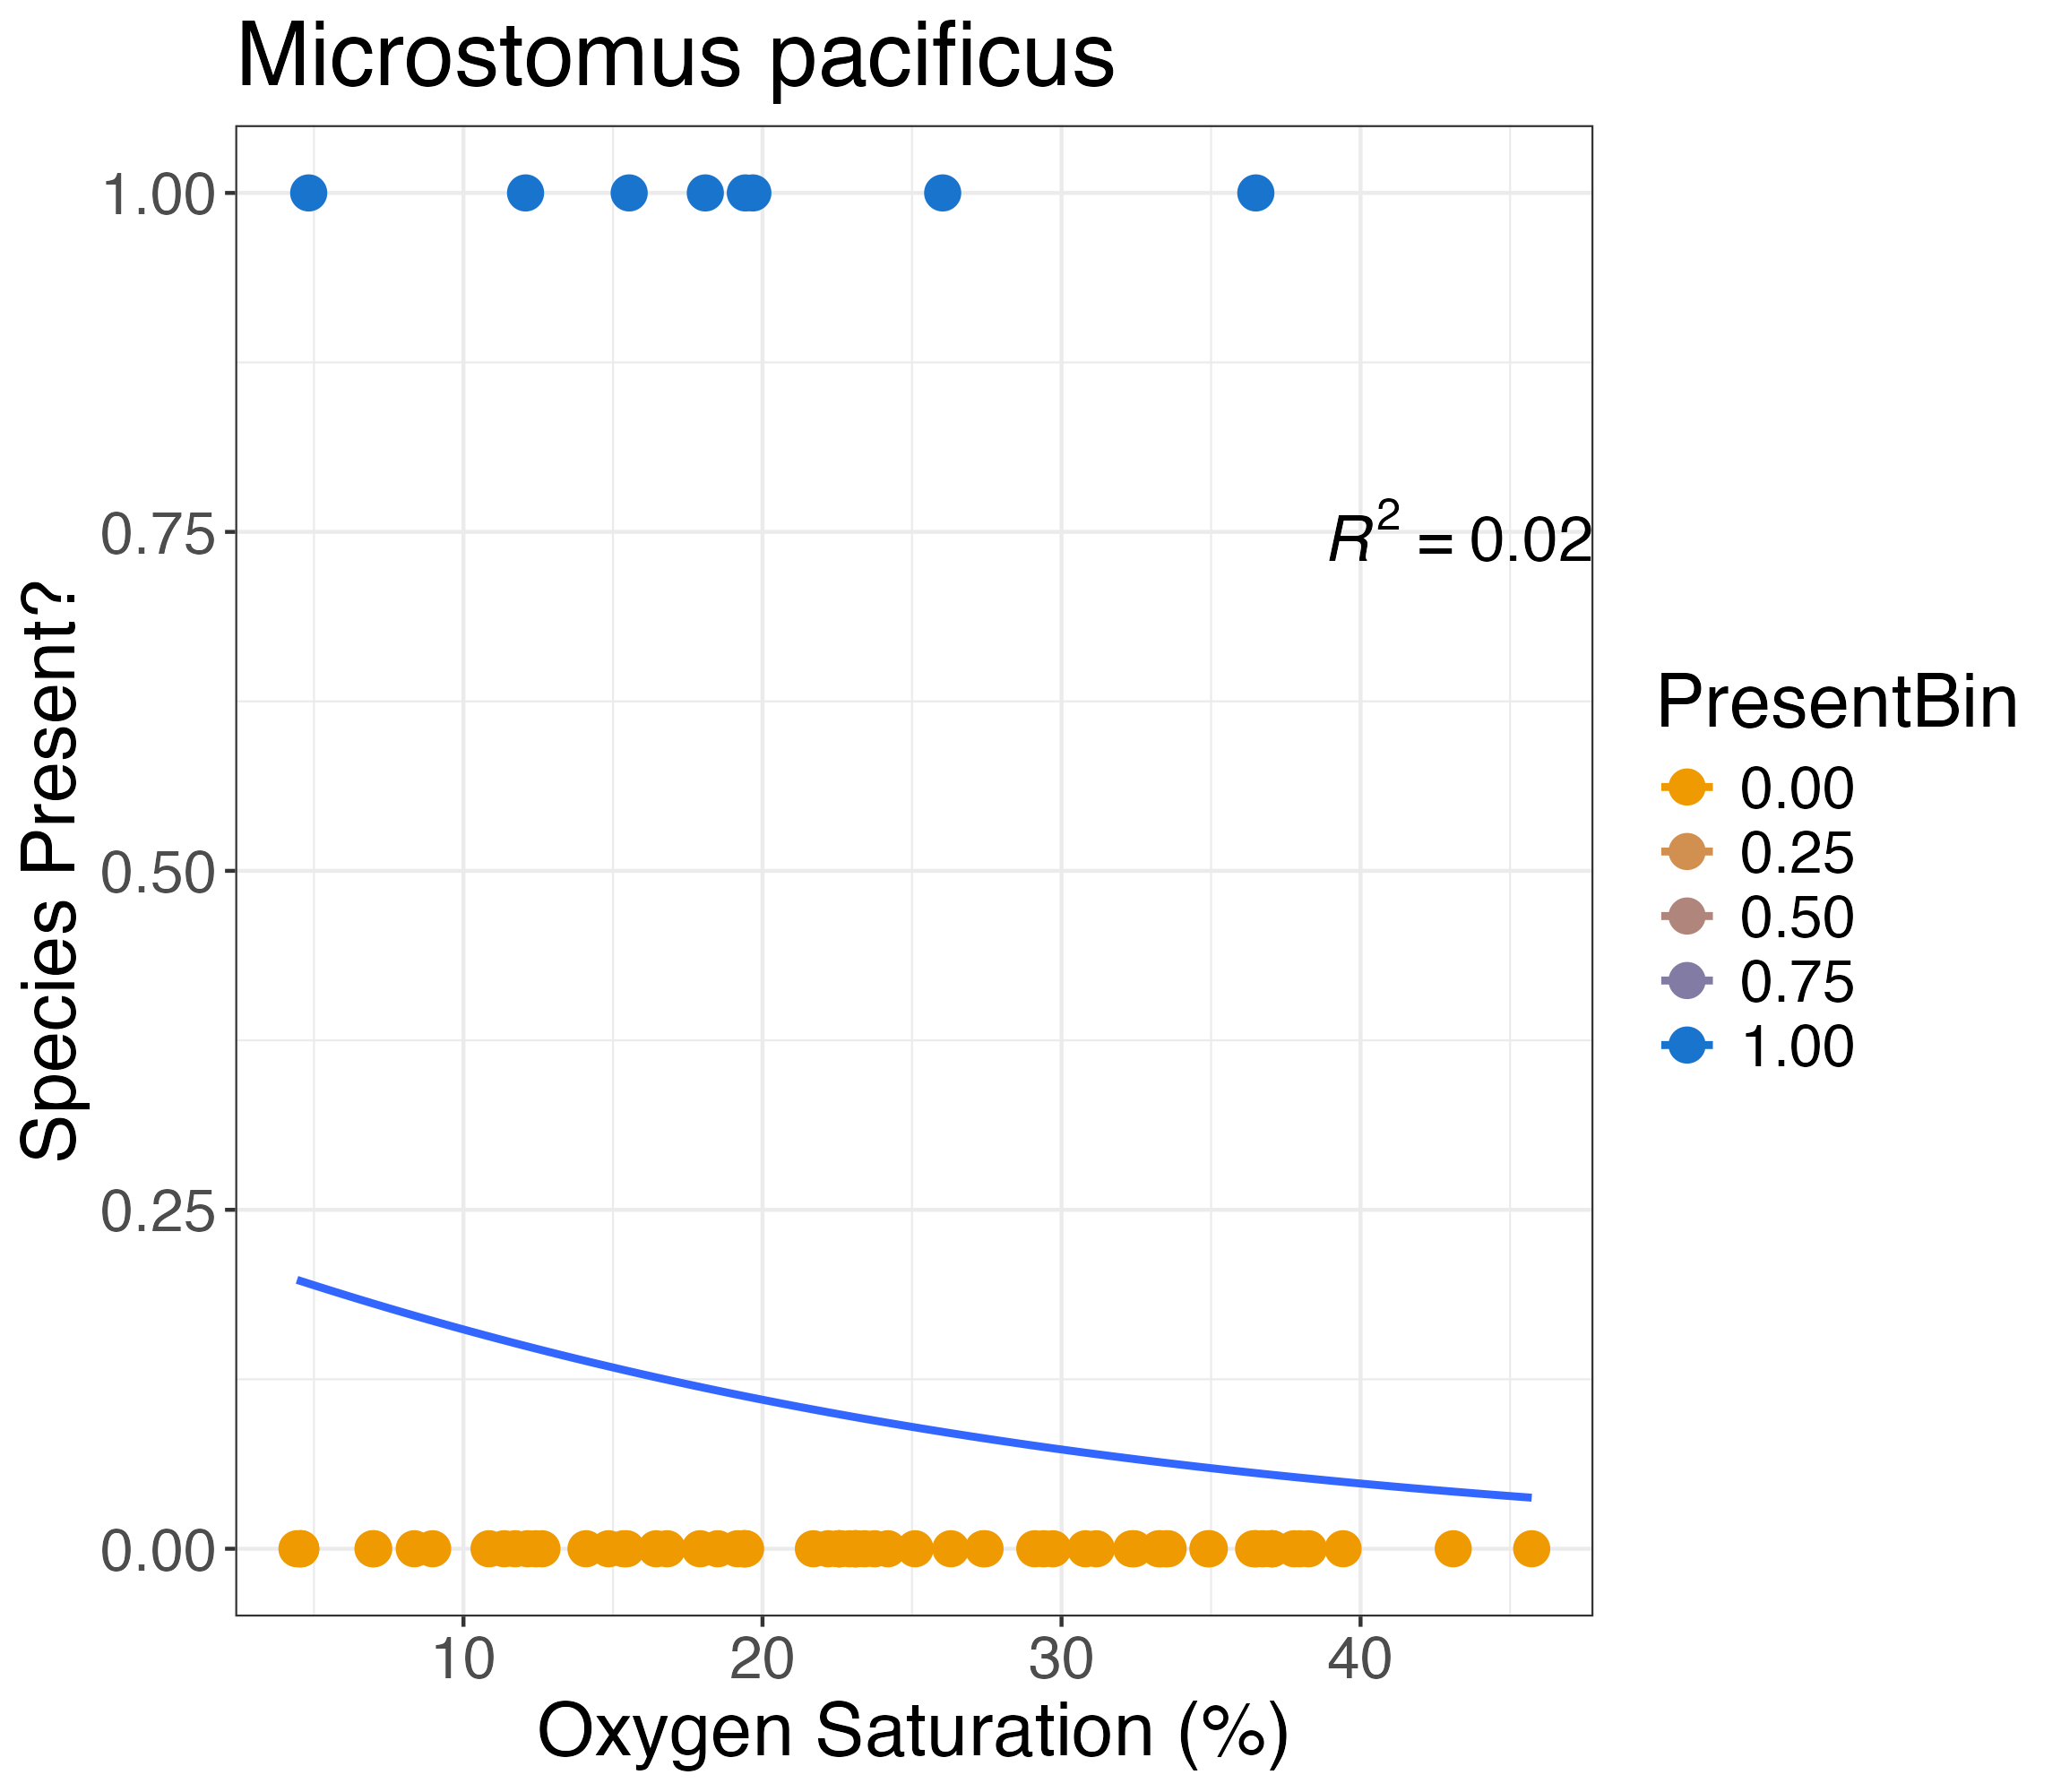 Microstomus pacificus
1.00
0.75
0.50
0.25
0.00
Species Present?
R² = 0.02
10 20 30 40
Oxygen Saturation (%)
PresentBin
0.00
0.25
0.50
0.75
1.00